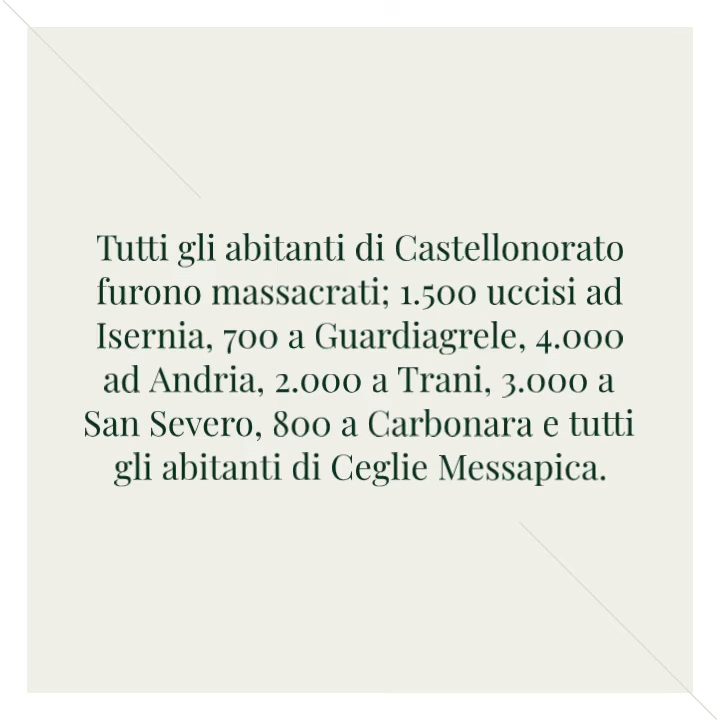 Tutti gli abitanti di Castellonorato
furono massacrati; 1.500 uccisi ad
Isernia, 700 a Guardiagrele, 4.000
ad Andria, 2.000 a Trani, 3.000 a
San Severo, 800 a Carbonara e tutti
gli abitanti di Ceglie Messapica.